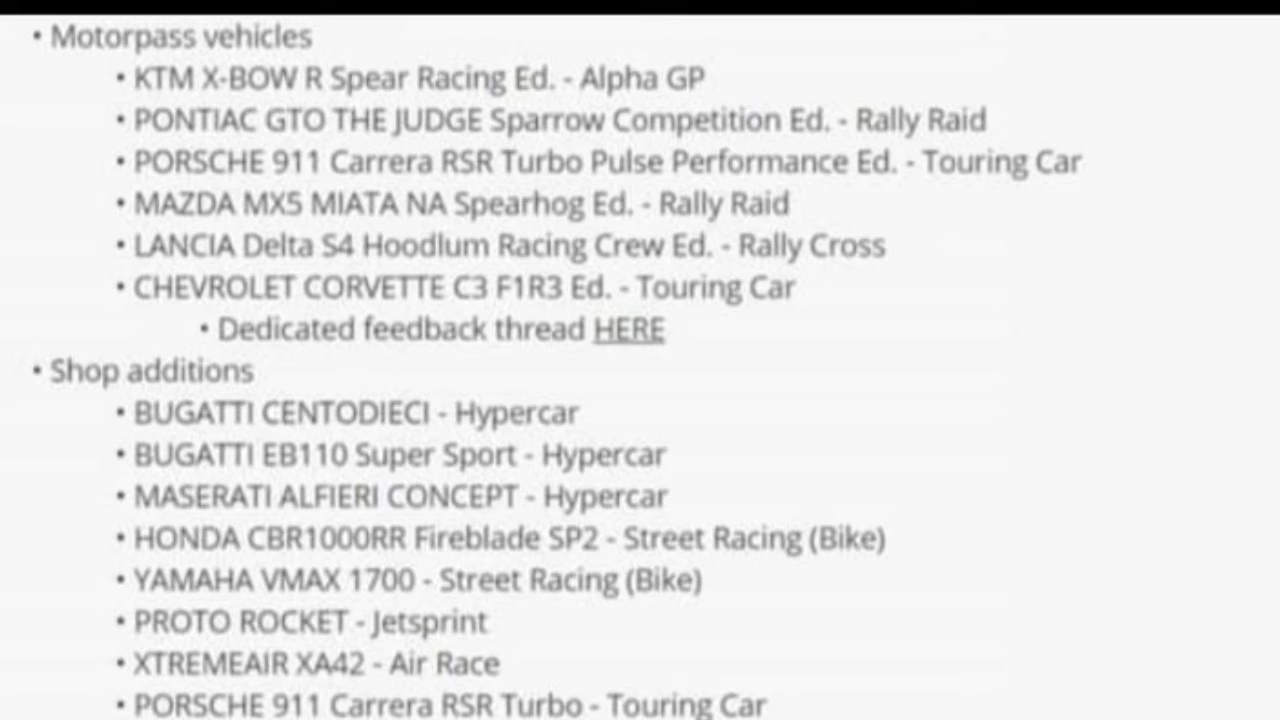 • Motorpass vehicles
• KTM X-BOW R Spear Racing Ed. - Alpha GP
• PONTIAC GTO THE JUDGE Sparrow Competition Ed. - Rally Raid
• PORSCHE 911 Carrera RSR Turbo Pulse Performance Ed. - Touring Car
• MAZDA MX5 MIATA NA Spearhog Ed. - Rally Raid
• LANCIA Delta S4 Hoodlum Racing Crew Ed. - Rally Cross
• CHEVROLET CORVETTE C3 F1R3 Ed. - Touring Car
• Dedicated feedback thread HERE
• Shop additions
• BUGATTI CENTODIECI - Hypercar
• BUGATTI EB110 Super Sport - Hypercar
• MASERATI ALFIERI CONCEPT - Hypercar
• HONDA CBR1000RR Fireblade SP2 - Street Racing (Bike)
• YAMAHA VMAX 1700 - Street Racing (Bike)
• PROTO ROCKET - Jetsprint
• XTREMEAIR XA42 - Air Race
• PORSCHE 911 Carrera RSR Turbo - Touring Car